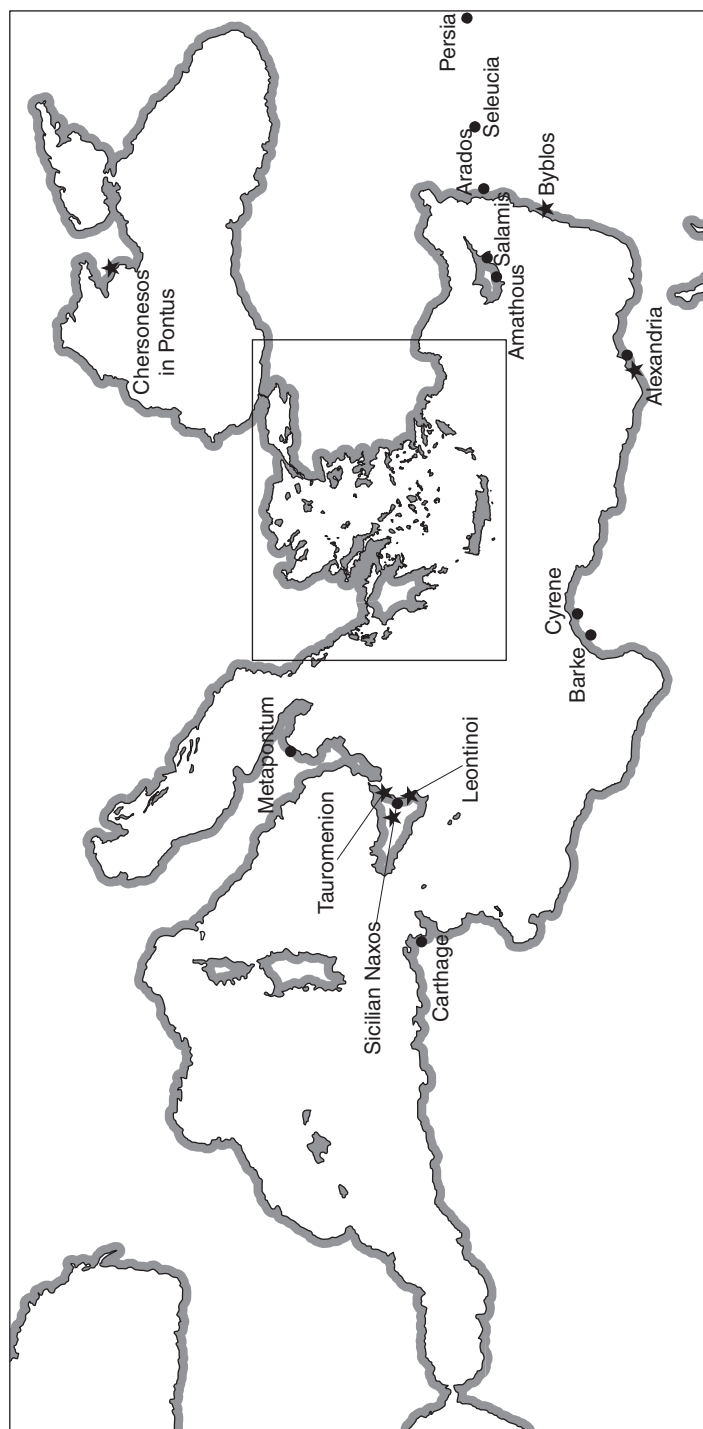 Chersonesos
in Pontus
Metapontum
Tauromenion
Sicilian Naxos
Leontinoi
Carthage
Barke
Cyrene
Alexandria
Amathous
Salamis
Arados
Byblos
Seleucia
Persia